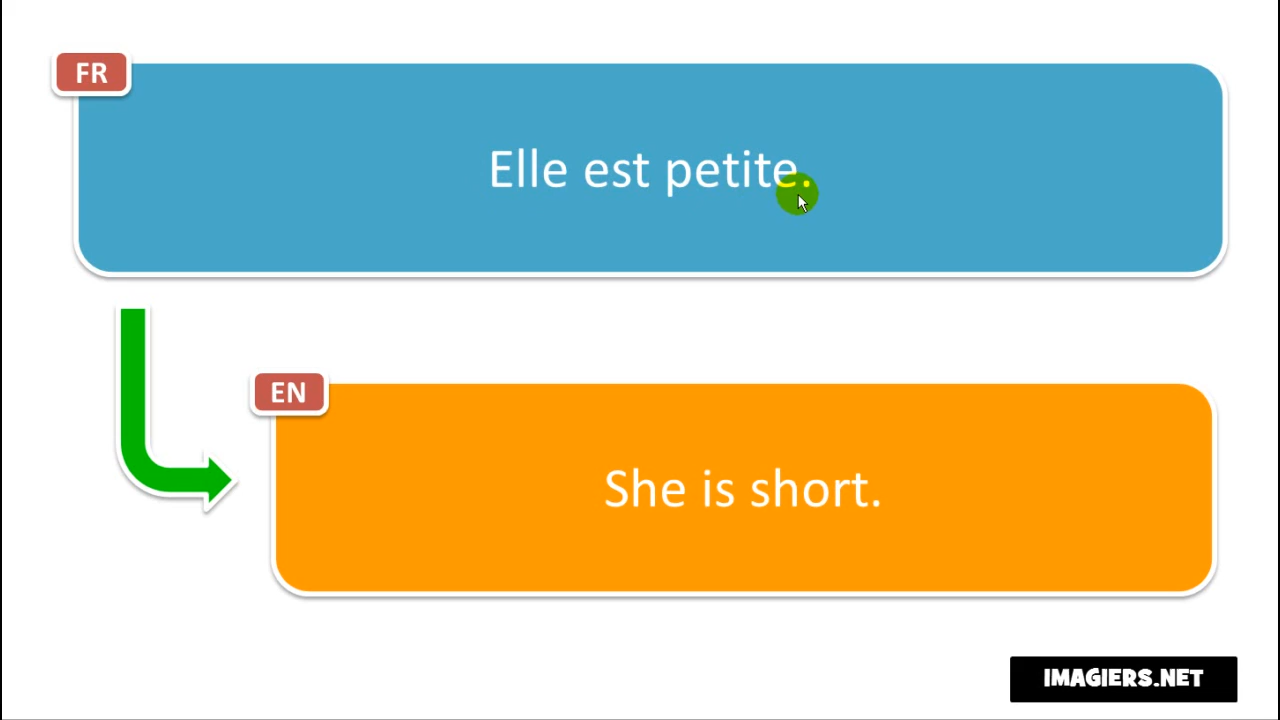 FR
Elle est petite.
EN
She is short.
IMAGIERS.NET